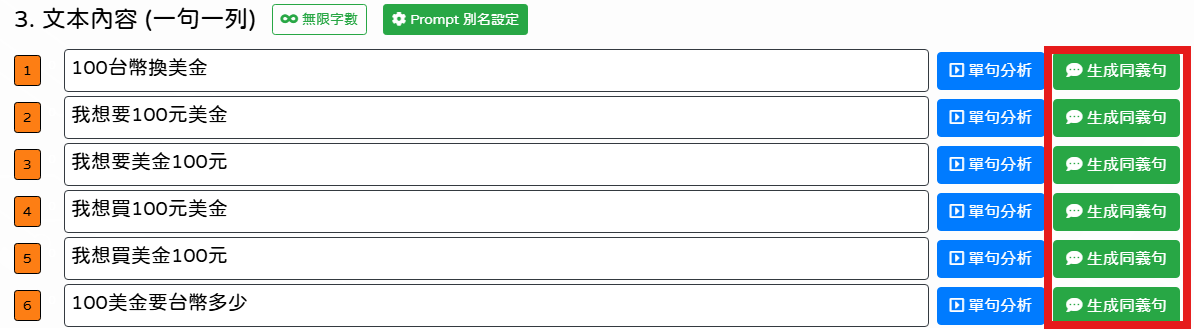 3. 文本內容 (一句一列) 無限字數 Prompt 別名設定
1 100台幣換美金 單句分析 生成同義句
2 我想要100元美金 單句分析 生成同義句
3 我想要美金100元 單句分析 生成同義句
4 我想買100元美金 單句分析 生成同義句
5 我想買美金100元 單句分析 生成同義句
6 100美金要台幣多少 單句分析 生成同義句